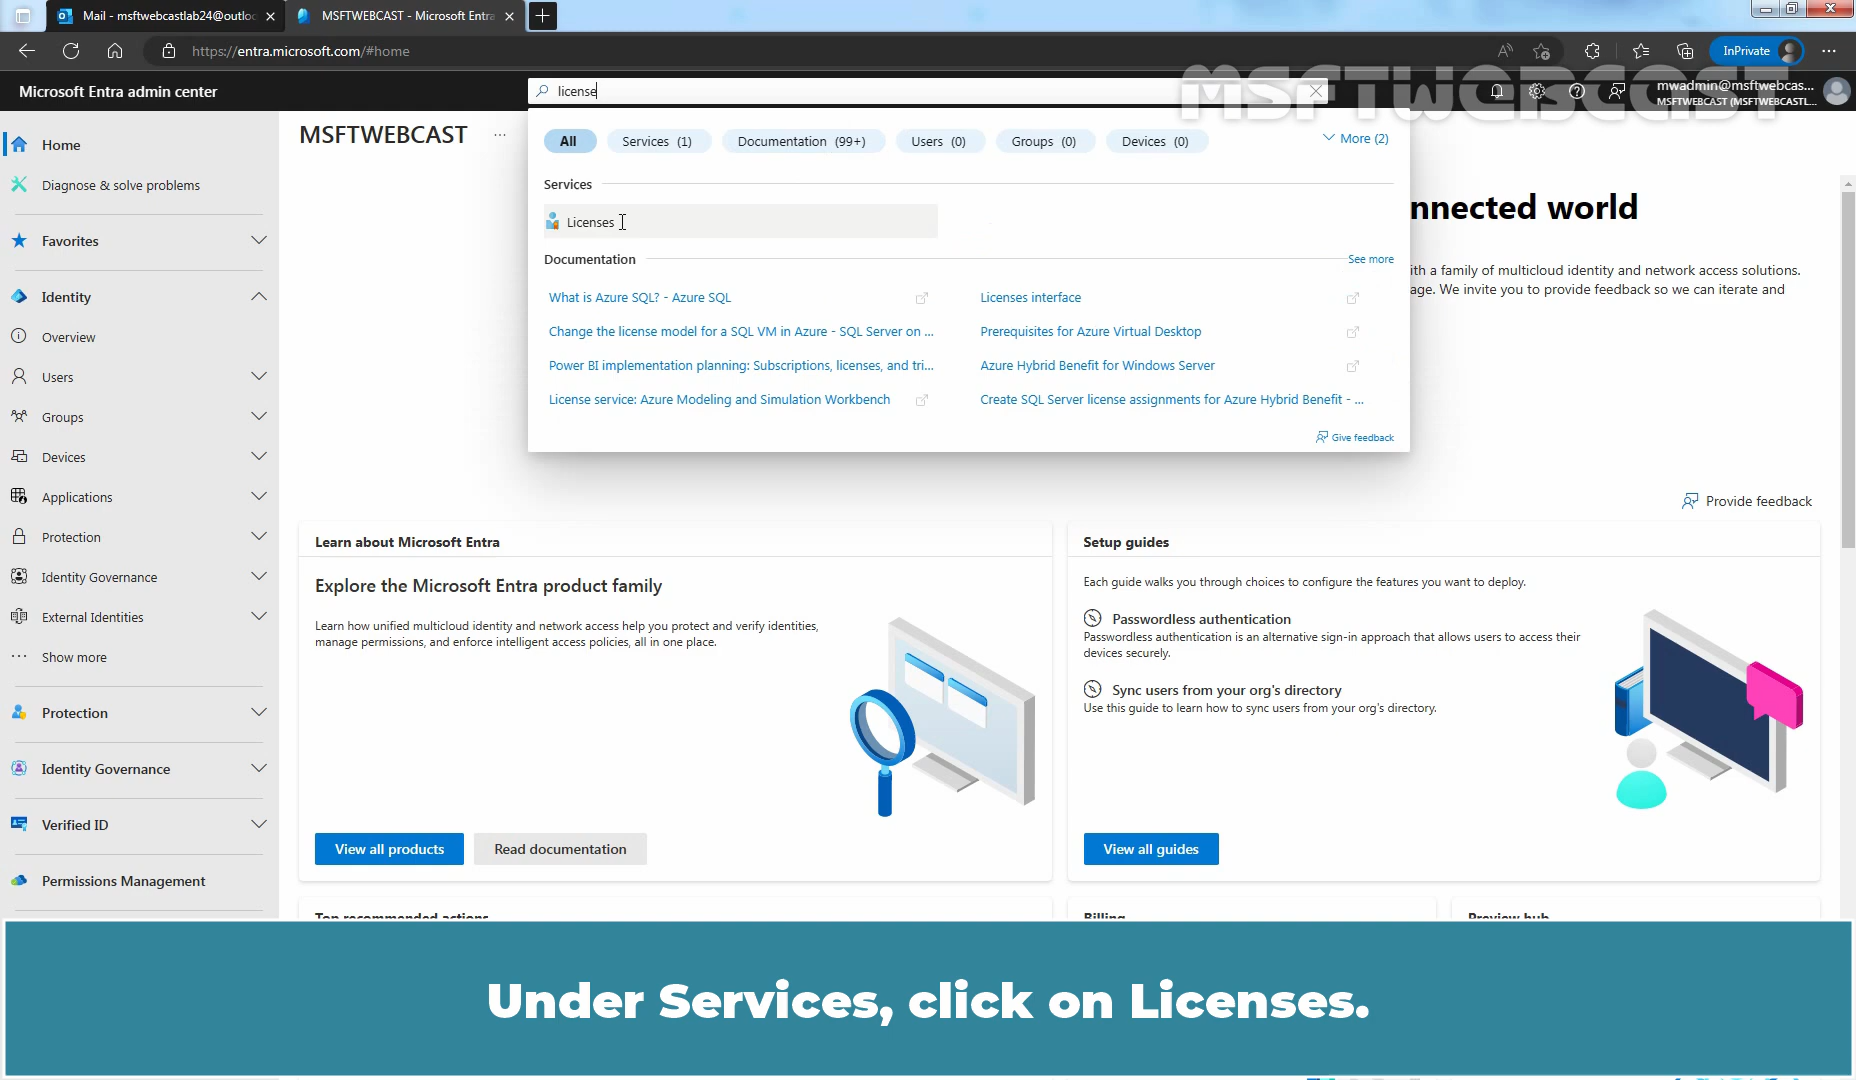 Mail - msftwebcastlab24@outlo
MSFTWEBCAST - Microsoft Entra
https://entra.microsoft.com/#home
InPrivate
Microsoft Entra admin center
license
mwadmin@msftwebcas...
MSFTWEBCAST (MSFTWEBCASTL...
MSFTWEBCAST
Home
Diagnose & solve problems
Favorites
Identity
Overview
Users
Groups
Devices
Applications
Protection
Identity Governance
External Identities
Show more
Protection
Identity Governance
Verified ID
Permissions Management
MSFTWEBCAST
All
Services (1)
Documentation (99+)
Users (0)
Groups (0)
Devices (0)
More (2)
Services
Licenses
Documentation
See more
What is Azure SQL? - Azure SQL
Licenses interface
Change the license model for a SQL VM in Azure - SQL Server on ...
Prerequisites for Azure Virtual Desktop
Power BI implementation planning: Subscriptions, licenses, and tri...
Azure Hybrid Benefit for Windows Server
License service: Azure Modeling and Simulation Workbench
Create SQL Server license assignments for Azure Hybrid Benefit - ...
Give feedback
nnected world
ith a family of multicloud identity and network access solutions.
age. We invite you to provide feedback so we can iterate and
Provide feedback
Learn about Microsoft Entra
Explore the Microsoft Entra product family
Learn how unified multicloud identity and network access help you protect and verify identities,
manage permissions, and enforce intelligent access policies, all in one place.
View all products
Read documentation
Setup guides
Each guide walks you through choices to configure the features you want to deploy.
Passwordless authentication
Passwordless authentication is an alternative sign-in approach that allows users to access their
devices securely.
Sync users from your org's directory
Use this guide to learn how to sync users from your org's directory.
View all guides
Top recommended actions
Billing
Preview hub
Under Services, click on Licenses.